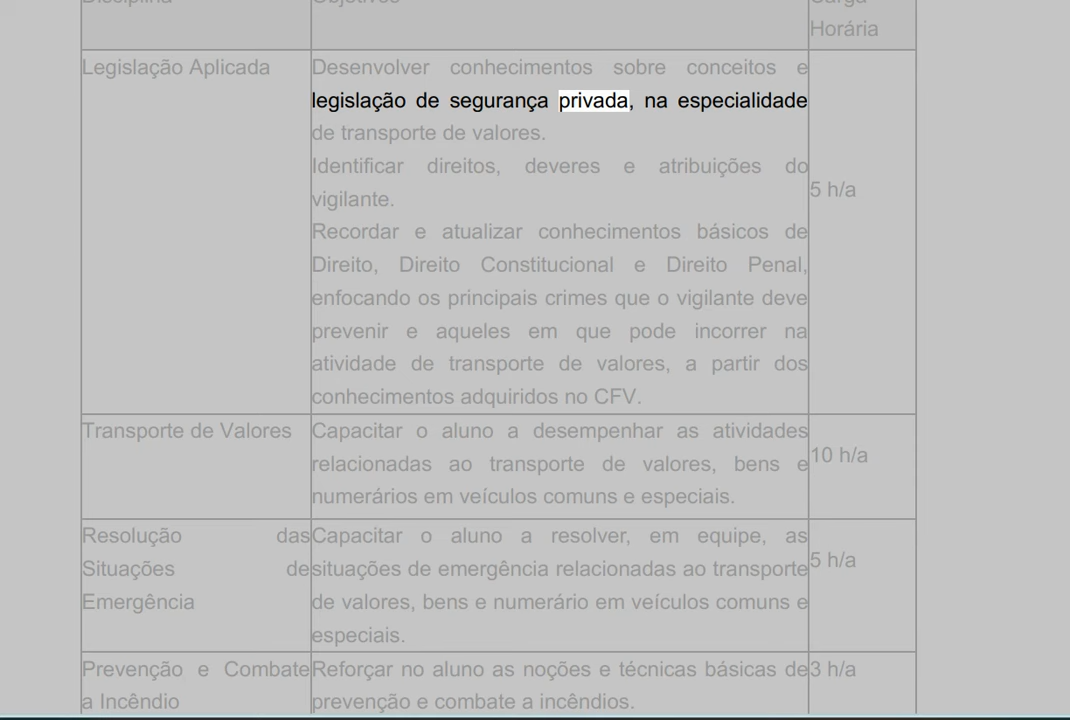 Disciplina Objetivos Carga
Horária
Legislação Aplicada
Desenvolver conhecimentos sobre conceitos e
legislação de segurança privada, na especialidade
de transporte de valores.
Identificar direitos, deveres e atribuições do
vigilante.
Recordar e atualizar conhecimentos básicos de
Direito, Direito Constitucional e Direito Penal,
enfocando os principais crimes que o vigilante deve
prevenir e aqueles em que pode incorrer na
atividade de transporte de valores, a partir dos
conhecimentos adquiridos no CFV.
5 h/a
Transporte de Valores
Capacitar o aluno a desempenhar as atividades
relacionadas ao transporte de valores, bens e
numerários em veículos comuns e especiais.
10 h/a
Resolução das
Situações de
Emergência
Capacitar o aluno a resolver, em equipe, as
situações de emergência relacionadas ao transporte
de valores, bens e numerário em veículos comuns e
especiais.
5 h/a
Prevenção e Combate
a Incêndio
Reforçar no aluno as noções e técnicas básicas de
prevenção e combate a incêndios.
3 h/a